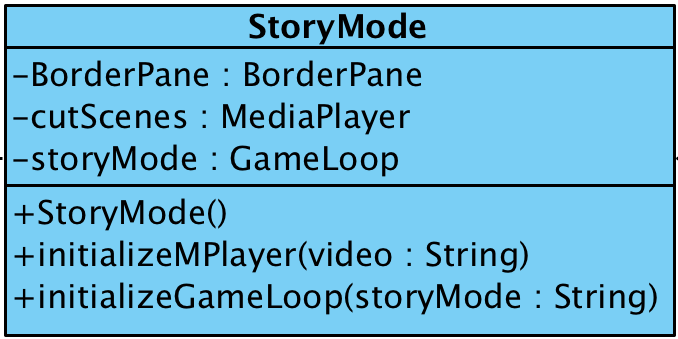 StoryMode
-BorderPane : BorderPane
-cutScenes : MediaPlayer
-storyMode : GameLoop
+StoryMode()
+initializeMPlayer(video : String)
+initializeGameLoop(storyMode : String)